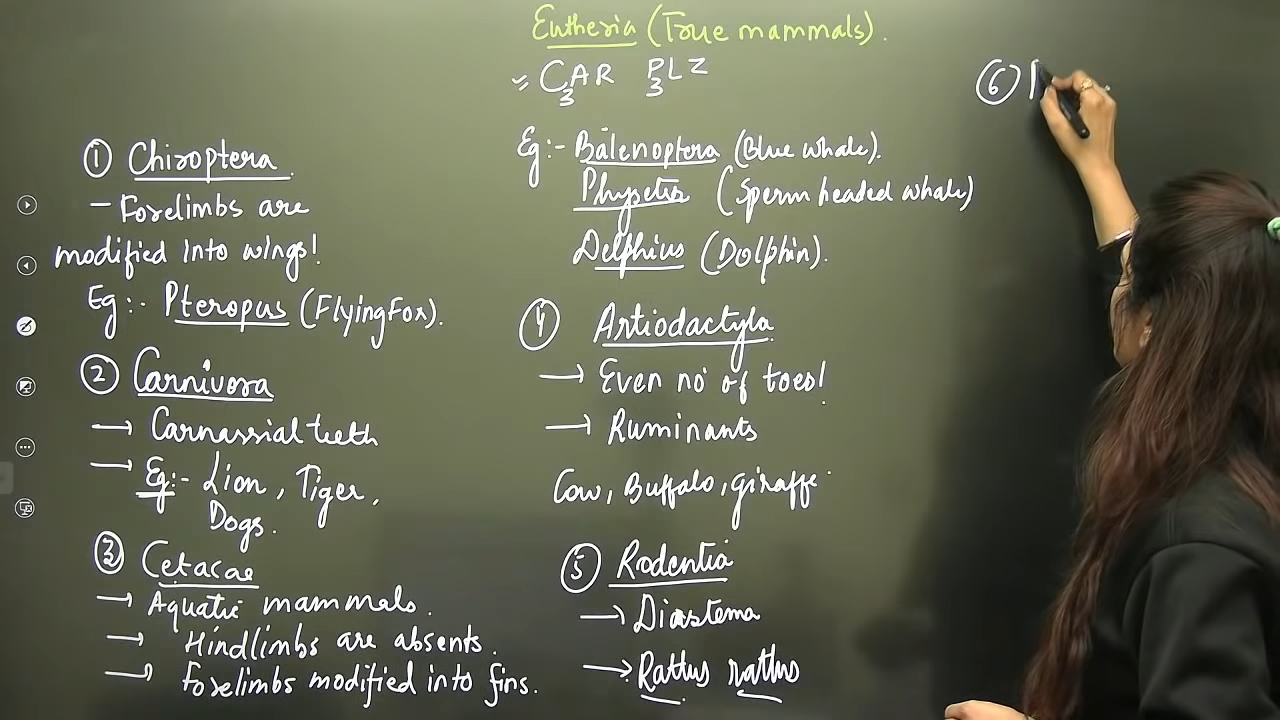 Eutheria (True mammals).
C3AR P3LZ
① Chiroptera
- Forelimbs are
modified into wings!
Eg:- Pteropus (Flying Fox).
② Carnivora
→ Carnassial teeth
→ Eg:- Lion, Tiger,
Dogs.
③ Cetacae
→ Aquatic mammals.
→ Hindlimbs are absents.
→ Forelimbs modified into fins.
Eg:- Balenoptera (Blue whale).
Physeter (Sperm headed whale)
Delphius (Dolphin).
④ Artiodactyla
→ Even no of toes!
→ Ruminants
Cow, Buffalo, giraffe
⑤ Rodentia
→ Diastema
→ Rattus rattus
⑥